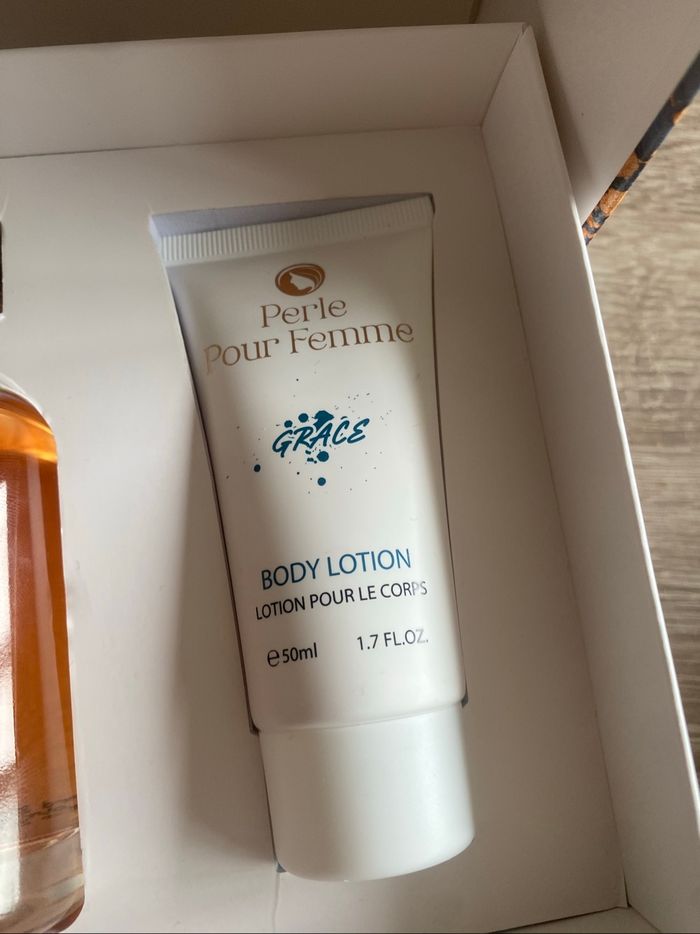 Perle
Pour Femme
GRACE
BODY LOTION
LOTION POUR LE CORPS
℮50ml 1.7 FL.OZ.